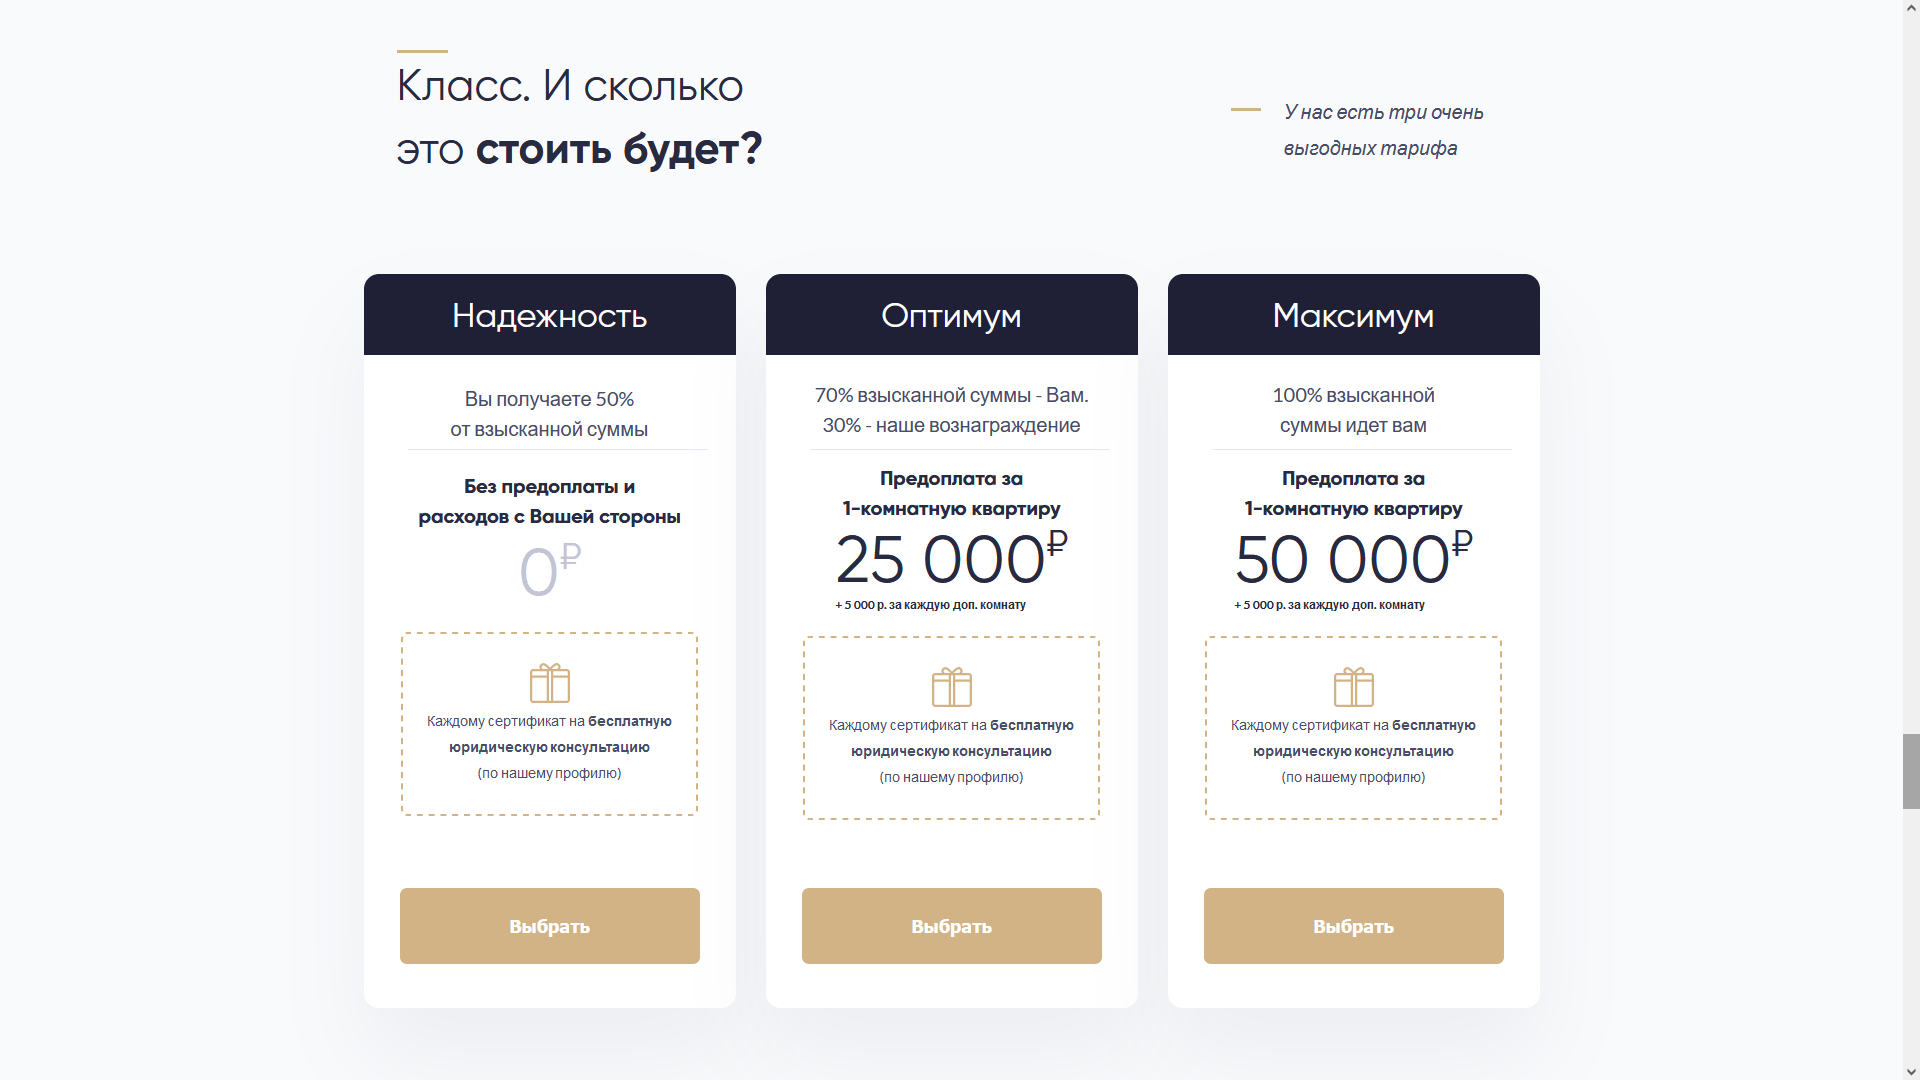 Класс. И сколько
это стоить будет?
У нас есть три очень
выгодных тарифа
Надежность
Вы получаете 50%
от взысканной суммы
Без предоплаты и
расходов с Вашей стороны
0₽
Каждому сертификат на бесплатную
юридическую консультацию
(по нашему профилю)
Выбрать
Оптимум
70% взысканной суммы - Вам.
30% - наше вознаграждение
Предоплата за
1-комнатную квартиру
25 000₽
+ 5 000 р. за каждую доп. комнату
Каждому сертификат на бесплатную
юридическую консультацию
(по нашему профилю)
Выбрать
Максимум
100% взысканной
суммы идет вам
Предоплата за
1-комнатную квартиру
50 000₽
+ 5 000 р. за каждую доп. комнату
Каждому сертификат на бесплатную
юридическую консультацию
(по нашему профилю)
Выбрать